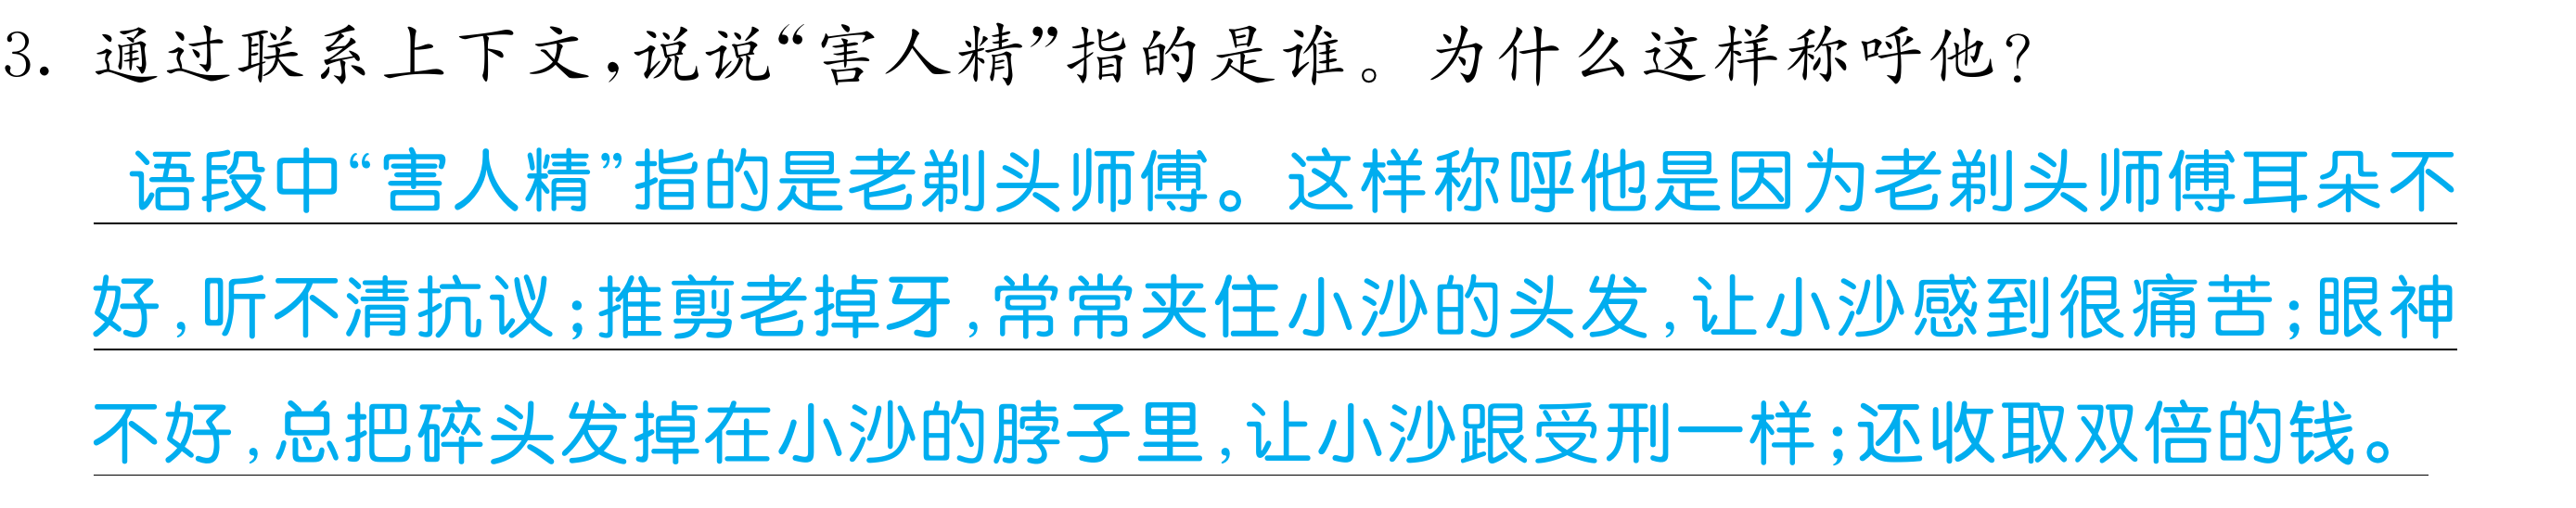 3. 通过联系上下文,说说“害人精”指的是谁。为什么这样称呼他?
语段中“害人精”指的是老剃头师傅。这样称呼他是因为老剃头师傅耳朵不
好,听不清抗议;推剪老掉牙,常常夹住小沙的头发,让小沙感到很痛苦;眼神
不好,总把碎头发掉在小沙的脖子里,让小沙跟受刑一样;还收取双倍的钱。